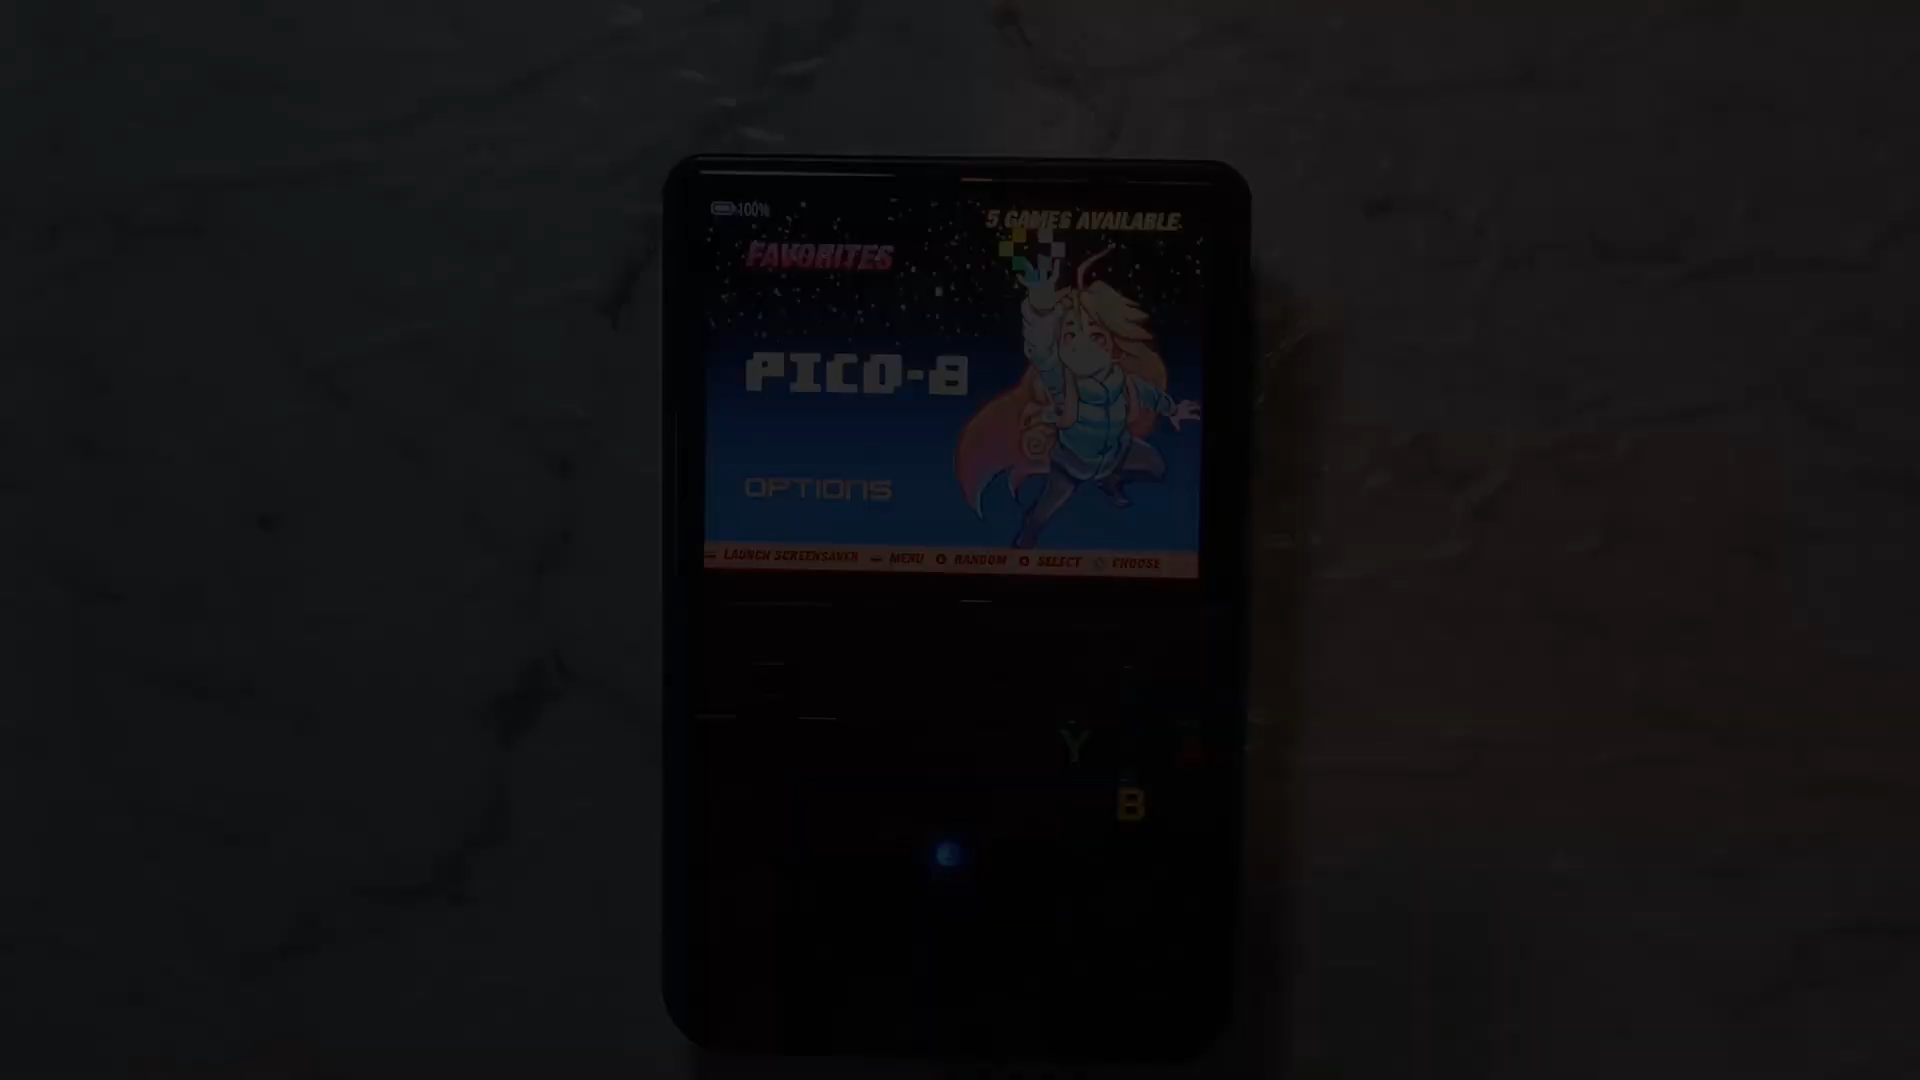 100%
5 GAMES AVAILABLE
FAVORITES
PICO-8
OPTIONS
LAUNCH SCREENSAVER MENU RANDOM SELECT CHOOSE
Y A
B